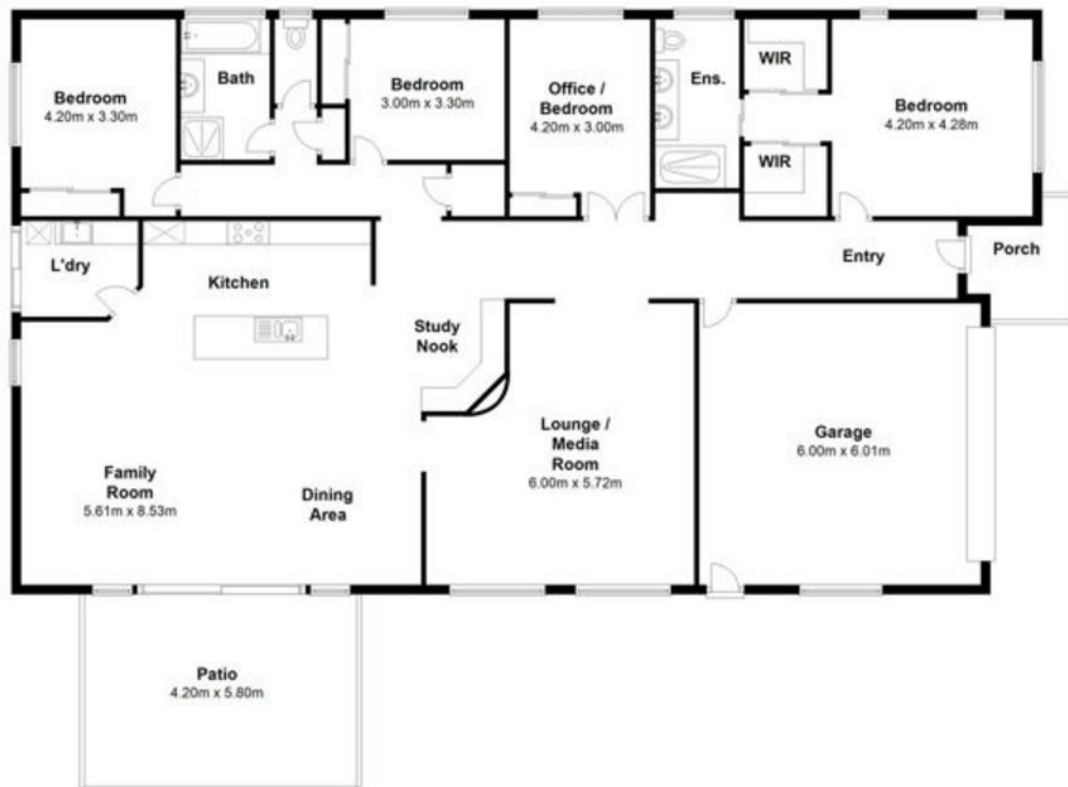 Bedroom
4.20m x 3.30m
Bath
Bedroom
3.00m x 3.30m
Office /
Bedroom
4.20m x 3.00m
Ens.
WIR
WIR
Bedroom
4.20m x 4.28m
L'dry
Kitchen
Study
Nook
Entry
Porch
Family
Room
5.61m x 8.53m
Dining
Area
Lounge /
Media
Room
6.00m x 5.72m
Garage
6.00m x 6.01m
Patio
4.20m x 5.80m